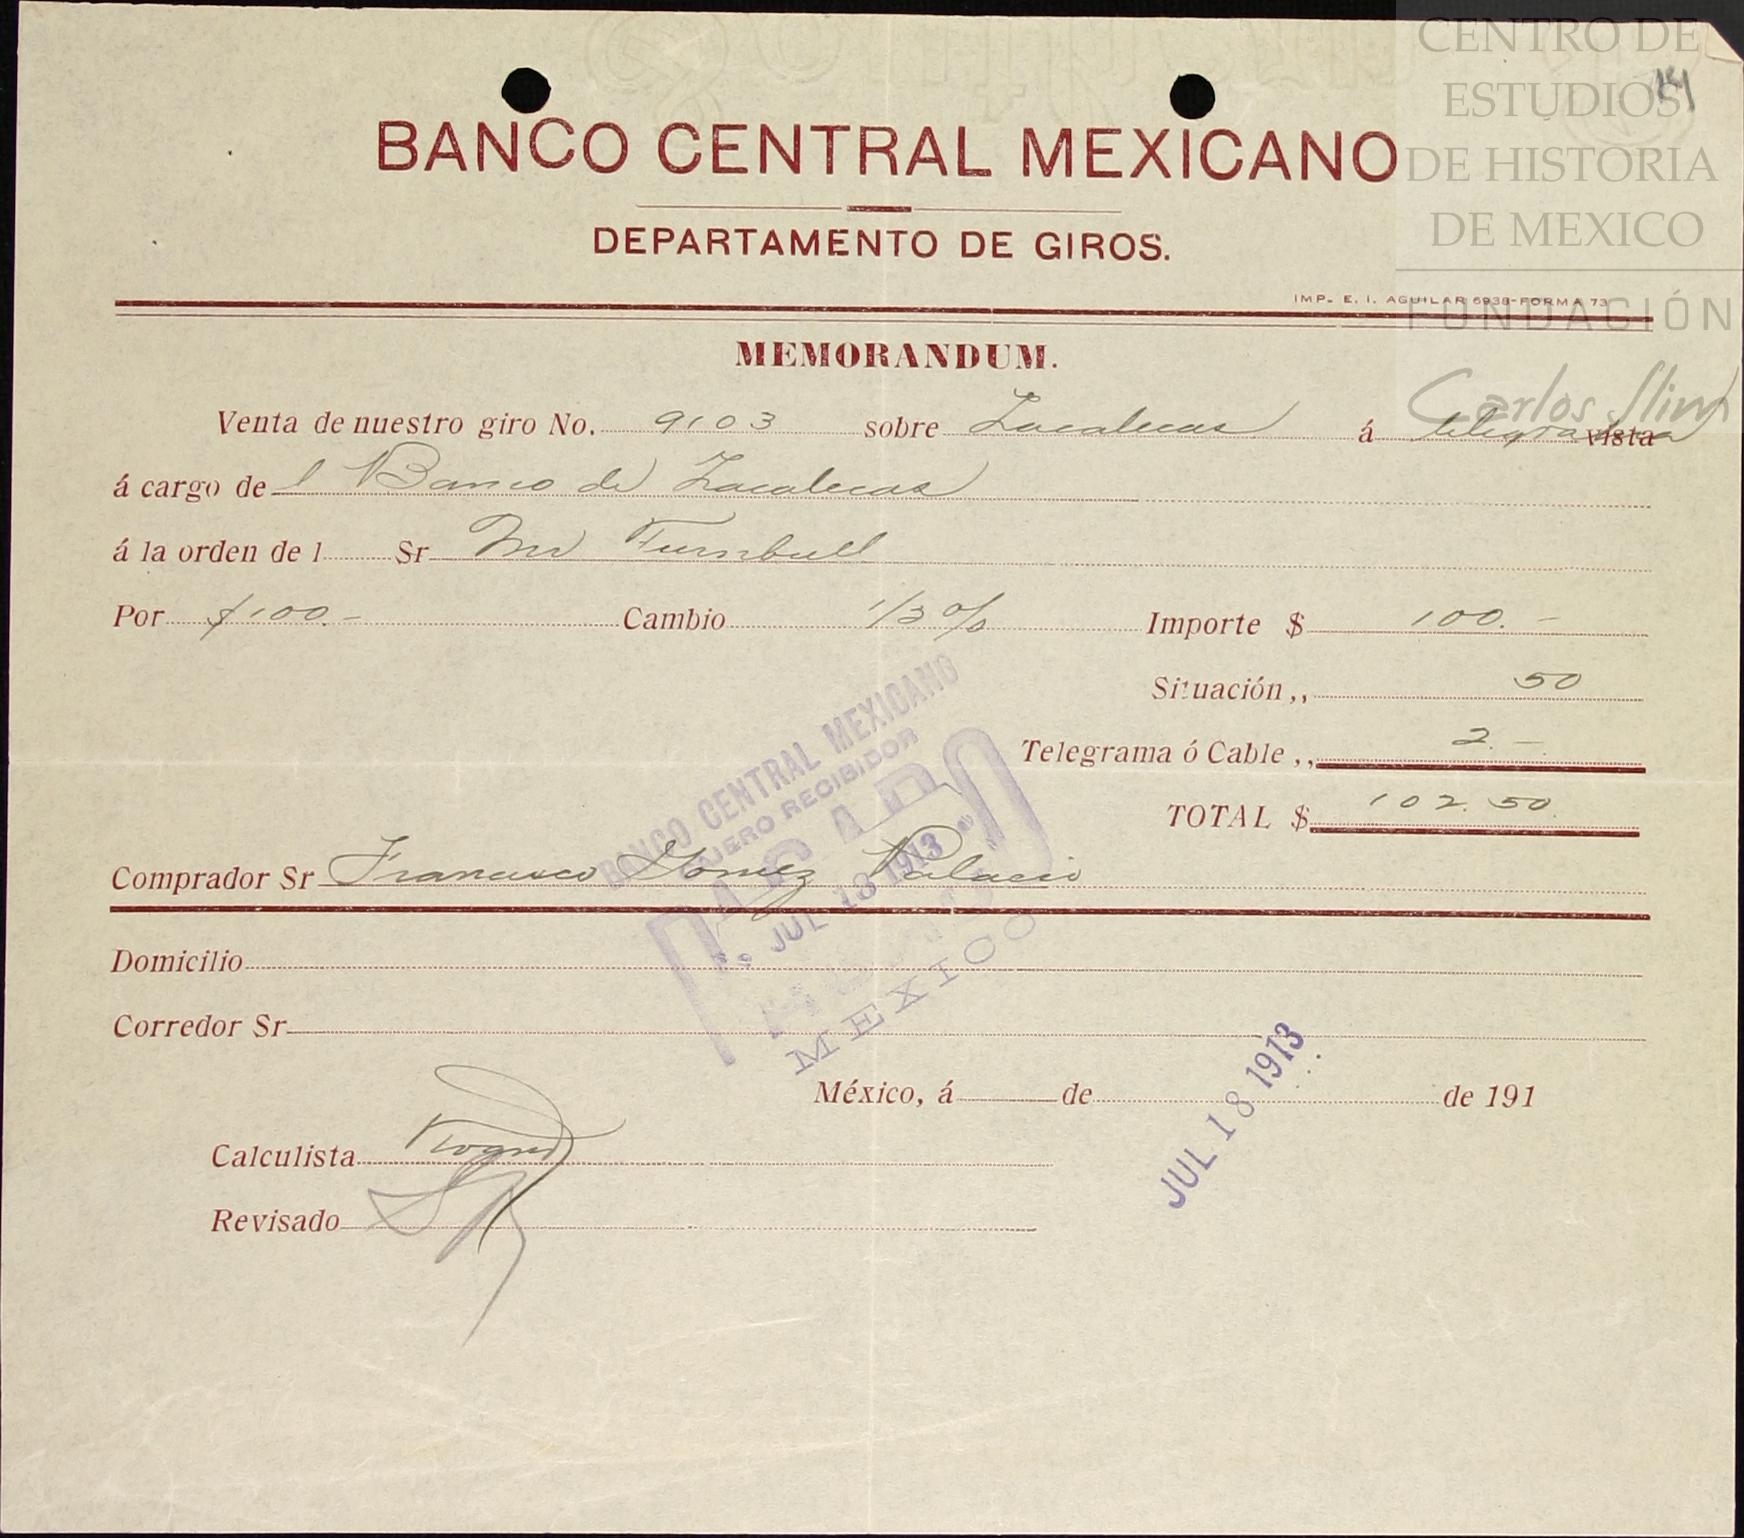 CENTRO DE
ESTUDIOS
DE HISTORIA
DE MEXICO
FUNDACIÓN
Carlos Slim
14
BANCO CENTRAL MEXICANO
DEPARTAMENTO DE GIROS.
IMP. E. I. AGUILAR 6938-FORMA 73
MEMORANDUM.
Venta de nuestro giro No. 9103 sobre Zacatecas á telegrama vista
á cargo de l Banco de Zacatecas
á la orden de l Sr Mr Turnbull
Por $100.- Cambio 1/2 % Importe $ 100.-
Situación ,, 50
Telegrama ó Cable ,, 2.-
TOTAL $ 102.50
BANCO CENTRAL MEXICANO
CAJERO RECIBIDOR
PAGADO
JUL 18 1913
MEXICO
Comprador Sr Francisco Gomez Palacio
Domicilio
Corredor Sr
México, á de de 191
JUL 18 1913
Calculista
Revisado